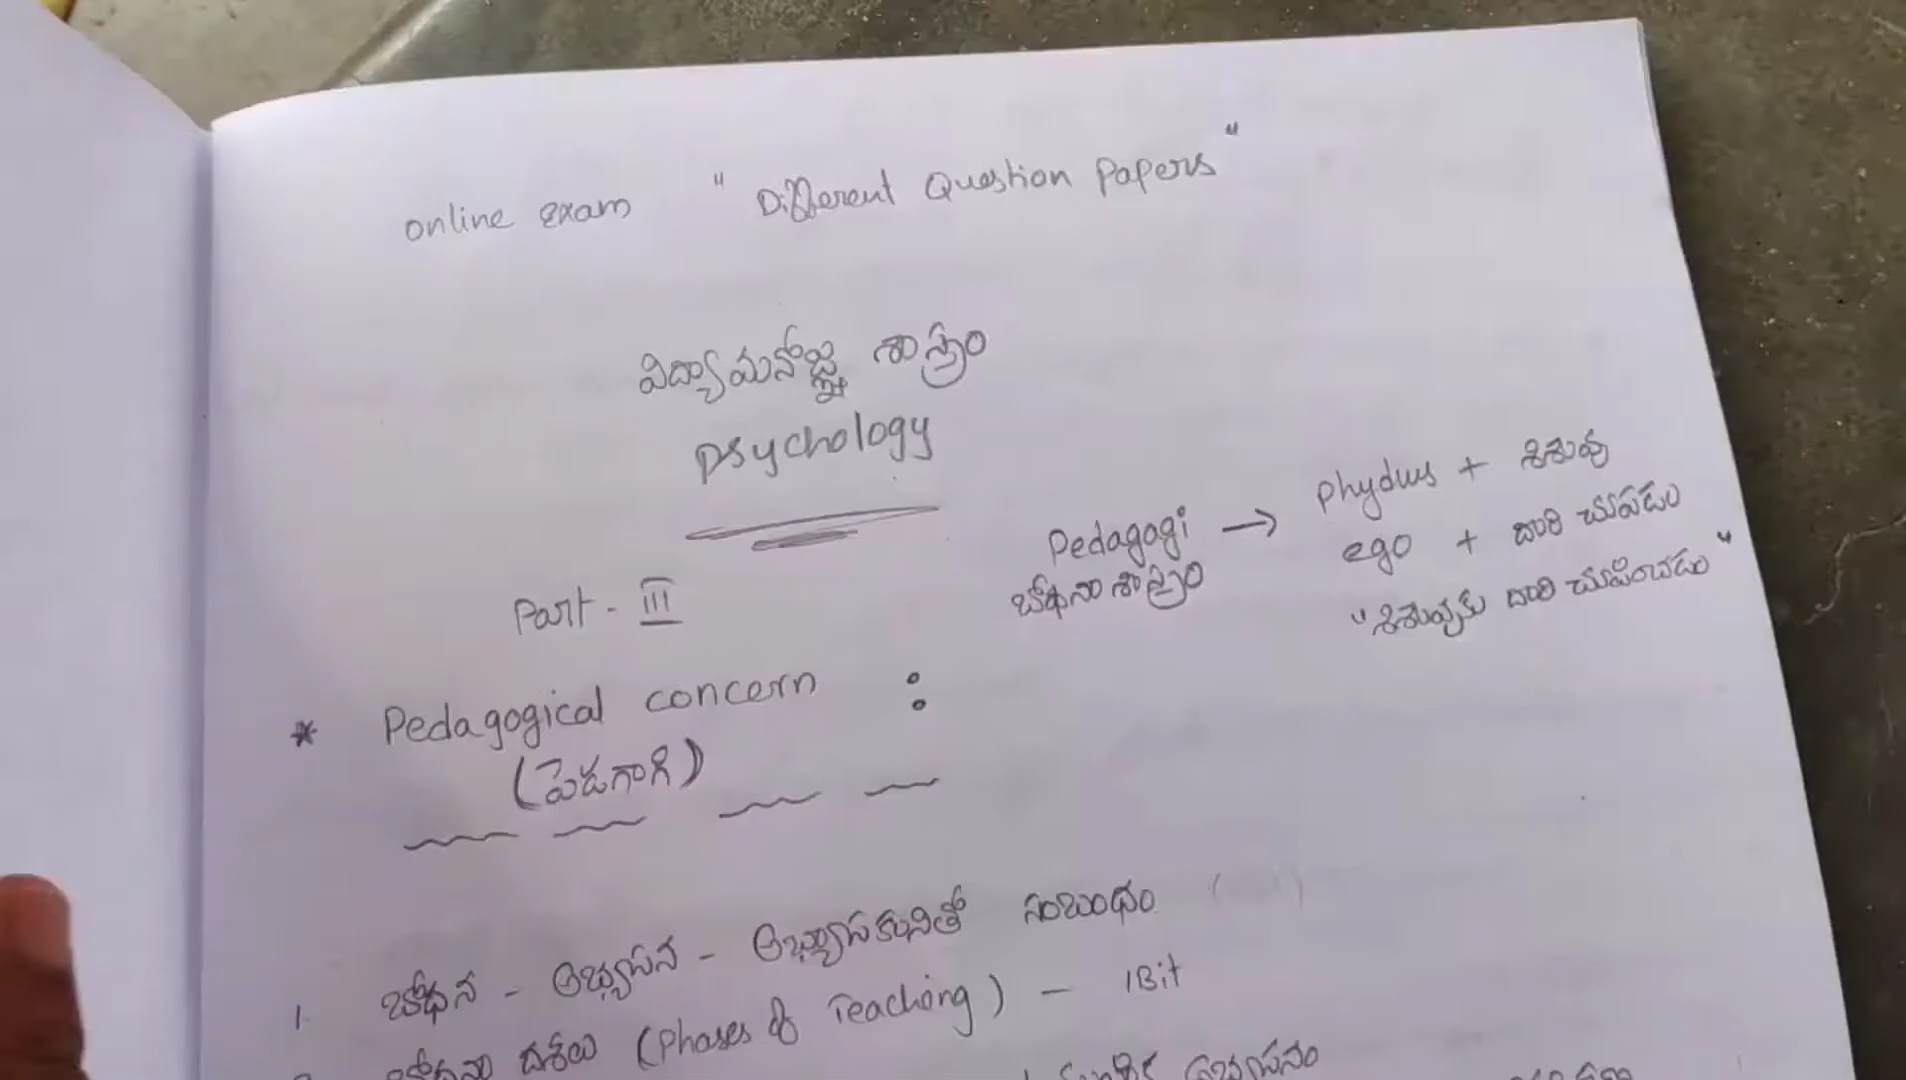 online exam " Different Question papers "
విద్యామనోజ్ఞ శాస్త్రం
psychology
Pedagogi → Phydus + శిశువు
బోధనా శాస్త్రం
ego + దారి చుపడం
"శిశువుకు దారి చుపించడం"
Part - III
* Pedagogical concern :
(పెడగాగి)
1. బోధన - అభ్యసన - అభ్యాసకునితో సంబంధం
బోధనా దశలు (Phases of Teaching) - 1Bit